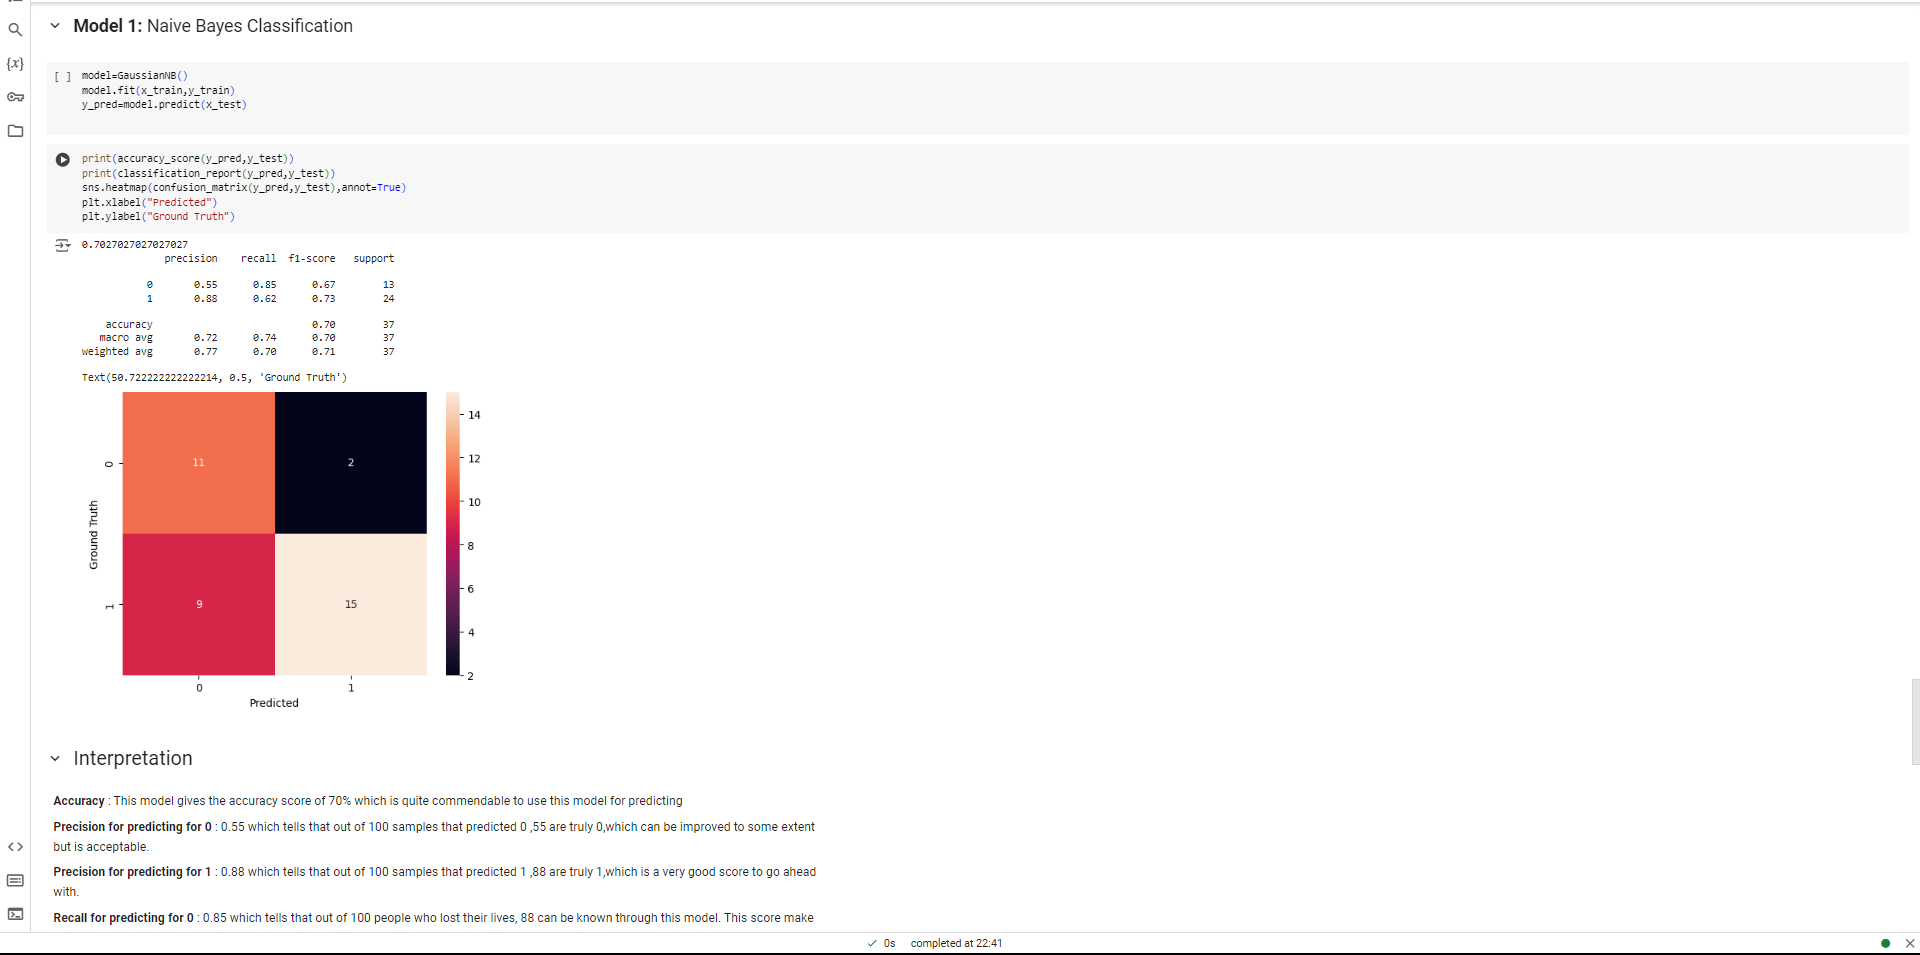 Model 1: Naive Bayes Classification
{x}
[ ] model=GaussianNB()
model.fit(x_train,y_train)
y_pred=model.predict(x_test)
print(accuracy_score(y_pred,y_test))
print(classification_report(y_pred,y_test))
sns.heatmap(confusion_matrix(y_pred,y_test),annot=True)
plt.xlabel("Predicted")
plt.ylabel("Ground Truth")
0.7027027027027027
precision recall f1-score support
0 0.55 0.85 0.67 13
1 0.88 0.62 0.73 24
accuracy 0.70 37
macro avg 0.72 0.74 0.70 37
weighted avg 0.77 0.70 0.71 37
Text(50.722222222222214, 0.5, 'Ground Truth')
14
12
10
8
6
4
2
0
11 2
Ground Truth
1
9 15
0 1
Predicted
Interpretation
Accuracy : This model gives the accuracy score of 70% which is quite commendable to use this model for predicting
Precision for predicting for 0 : 0.55 which tells that out of 100 samples that predicted 0 ,55 are truly 0,which can be improved to some extent
but is acceptable.
Precision for predicting for 1 : 0.88 which tells that out of 100 samples that predicted 1 ,88 are truly 1,which is a very good score to go ahead
with.
Recall for predicting for 0 : 0.85 which tells that out of 100 people who lost their lives, 88 can be known through this model. This score make
0s completed at 22:41